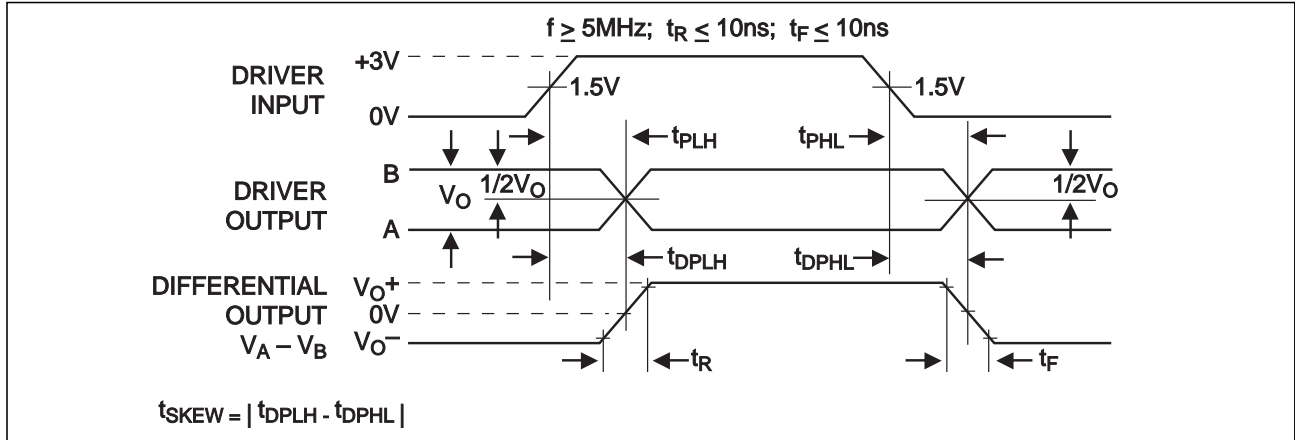 f ≥ 5MHz; tR ≤ 10ns; tF ≤ 10ns
DRIVER INPUT
+3V
0V
1.5V
1.5V
tPLH
tPHL
DRIVER OUTPUT
B
A
VO
1/2VO
1/2VO
tDPLH
tDPHL
DIFFERENTIAL OUTPUT
VA – VB
VO+
0V
VO–
tR
tF
tSKEW = | tDPLH - tDPHL |